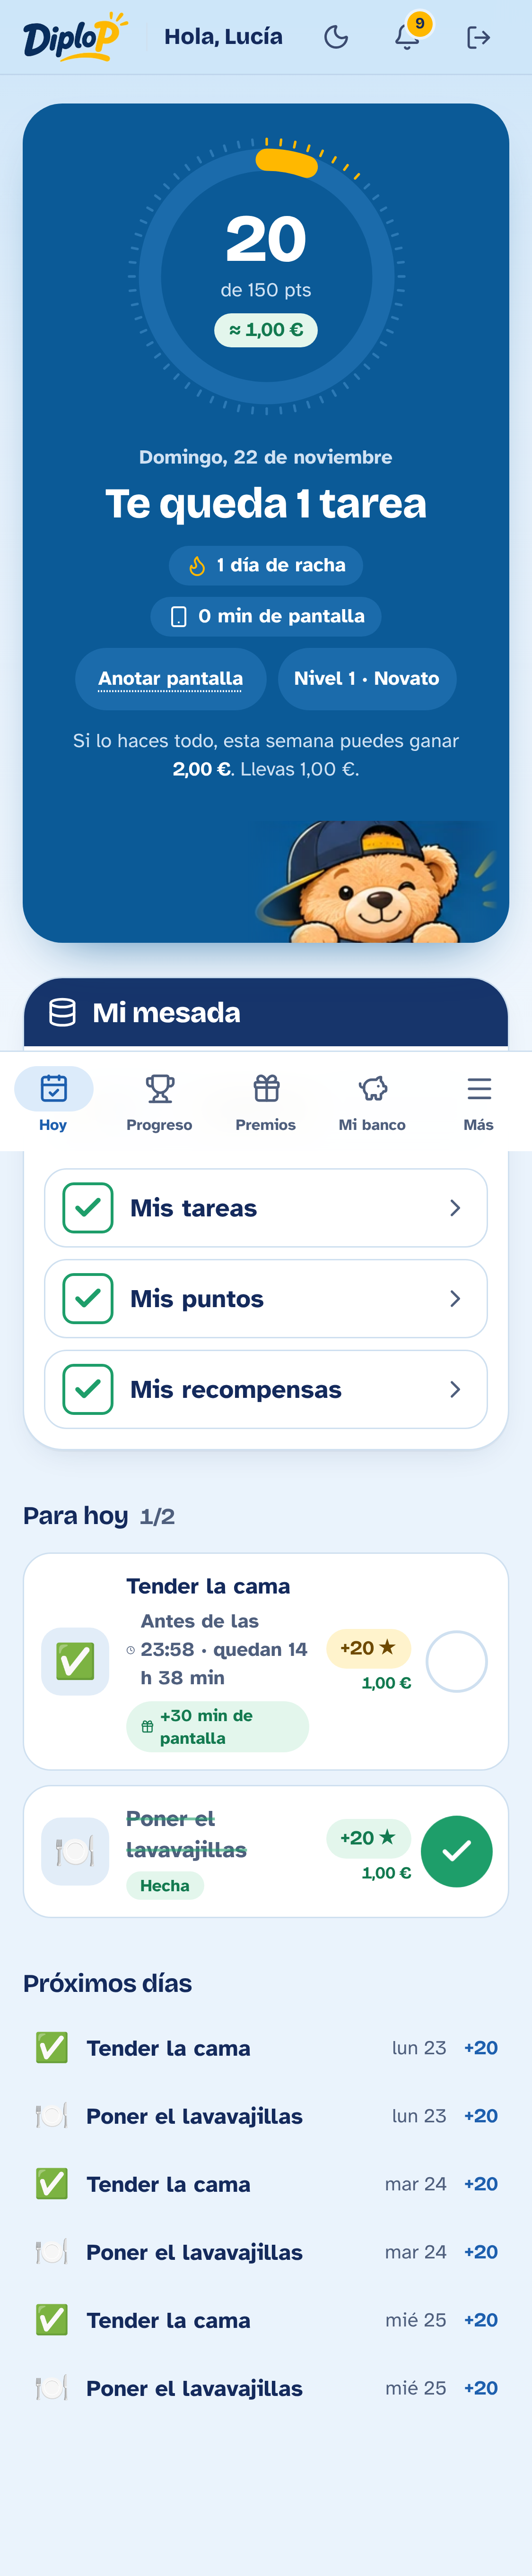 DiploP
Hola, Lucía
9
20
de 150 pts
≈ 1,00 €
Domingo, 22 de noviembre
Te queda 1 tarea
1 día de racha
0 min de pantalla
Anotar pantalla
Nivel 1 · Novato
Si lo haces todo, esta semana puedes ganar
2,00 €. Llevas 1,00 €.
Mi mesada
Hoy
Progreso
Premios
Mi banco
Más
Mis tareas
Mis puntos
Mis recompensas
Para hoy 1/2
Tender la cama
Antes de las
23:58 · quedan 14
h 38 min
+30 min de
pantalla
+20 ★
1,00 €
Poner el
lavavajillas
Hecha
+20 ★
1,00 €
Próximos días
Tender la cama lun 23 +20
Poner el lavavajillas lun 23 +20
Tender la cama mar 24 +20
Poner el lavavajillas mar 24 +20
Tender la cama mié 25 +20
Poner el lavavajillas mié 25 +20